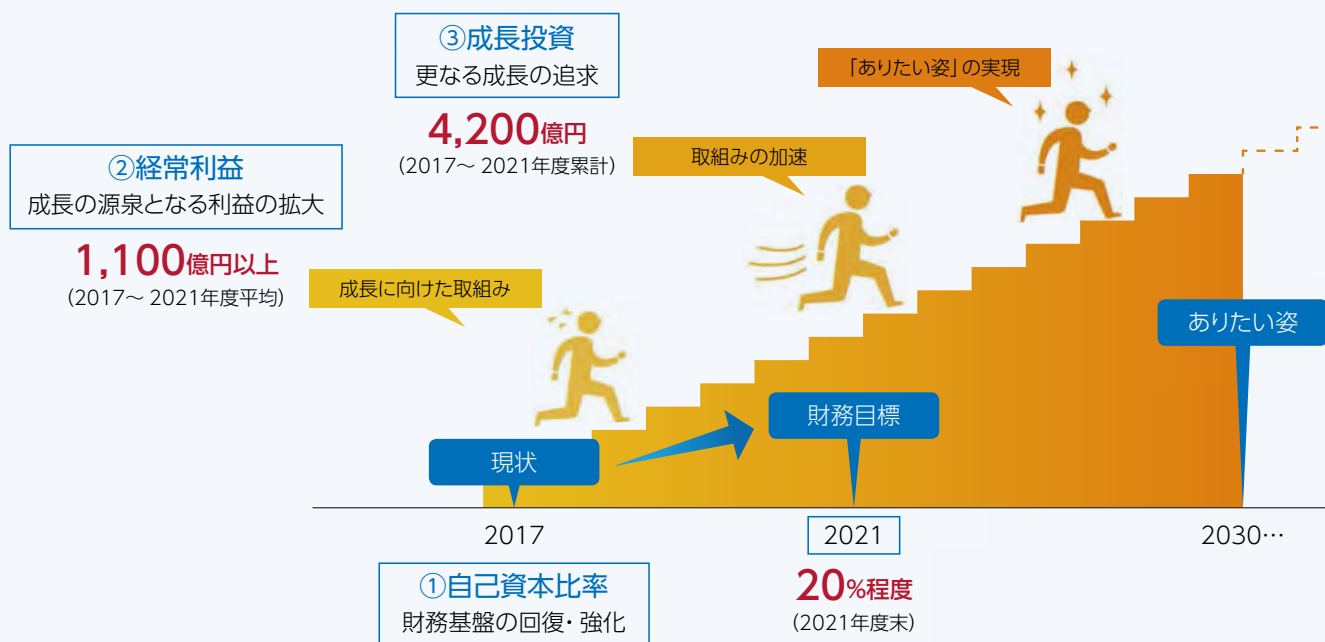 ③成長投資
更なる成長の追求
4,200億円
(2017～ 2021年度累計)
「ありたい姿」の実現
取組みの加速
②経常利益
成長の源泉となる利益の拡大
1,100億円以上
(2017～ 2021年度平均)
成長に向けた取組み
ありたい姿
財務目標
現状
2017
2021
2030…
①自己資本比率
財務基盤の回復・強化
20%程度
(2021年度末)